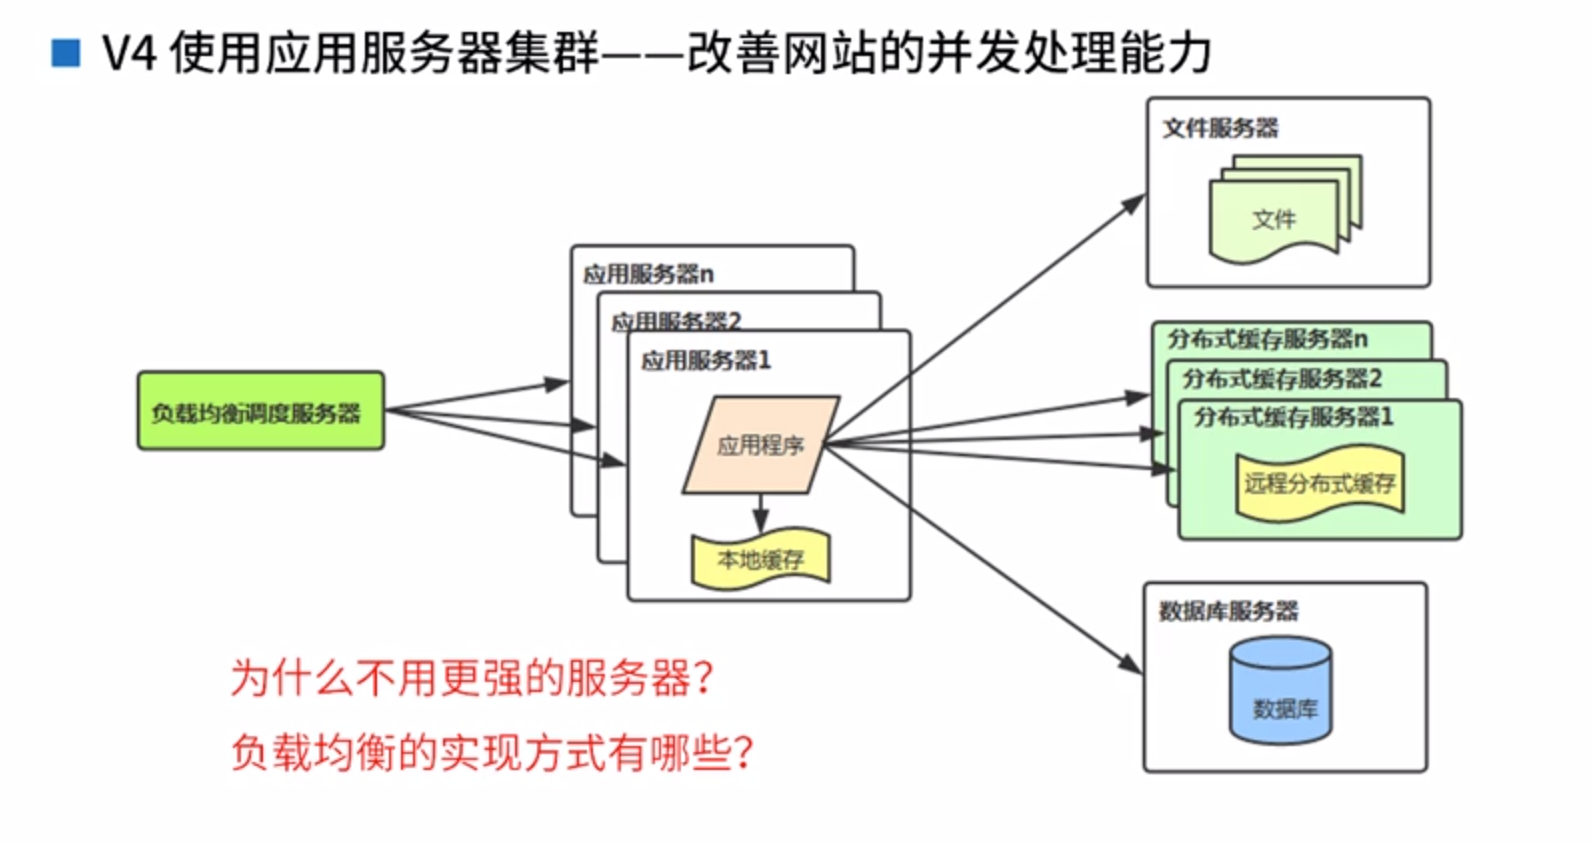 V4 使用应用服务器集群——改善网站的并发处理能力
文件服务器
文件
应用服务器n
应用服务器2
应用服务器1
应用程序
本地缓存
负载均衡调度服务器
分布式缓存服务器n
分布式缓存服务器2
分布式缓存服务器1
远程分布式缓存
数据库服务器
数据库
为什么不用更强的服务器?
负载均衡的实现方式有哪些?